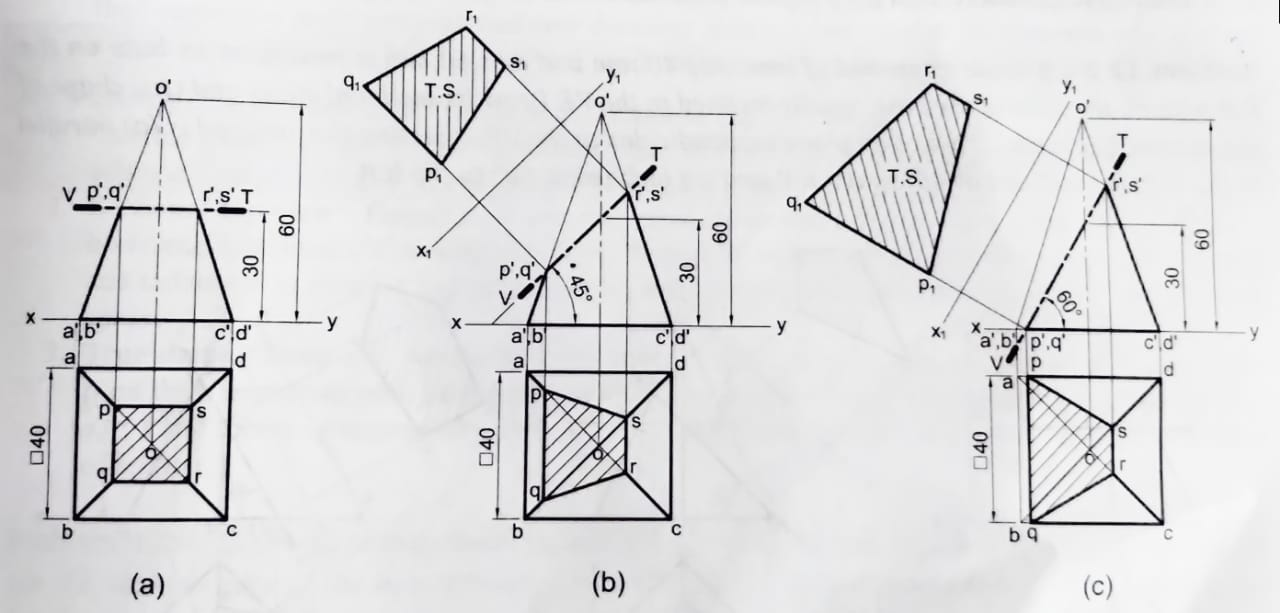 o'
V p',q' r',s' T
60
30
x a' b' c' d' y
a d
p s
o
q r
□40
b c
(a)
r₁
q₁ T.S. s₁
p₁
y₁
o'
T
r',s'
x₁
p',q'
V
45°
60
30
x a' b' c' d' y
a d
p s
o
q r
□40
b c
(b)
r₁
s₁
q₁ T.S.
p₁
y₁
o'
T
r',s'
60
30
60°
x₁
x a',b' p',q' c' d' y
V
a p d
s
o
r
□40
b q c
(c)